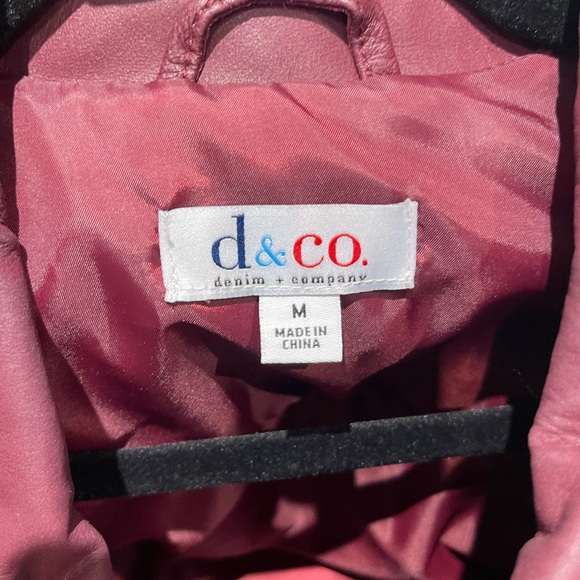 d&co.
denim + company
M
MADE IN
CHINA